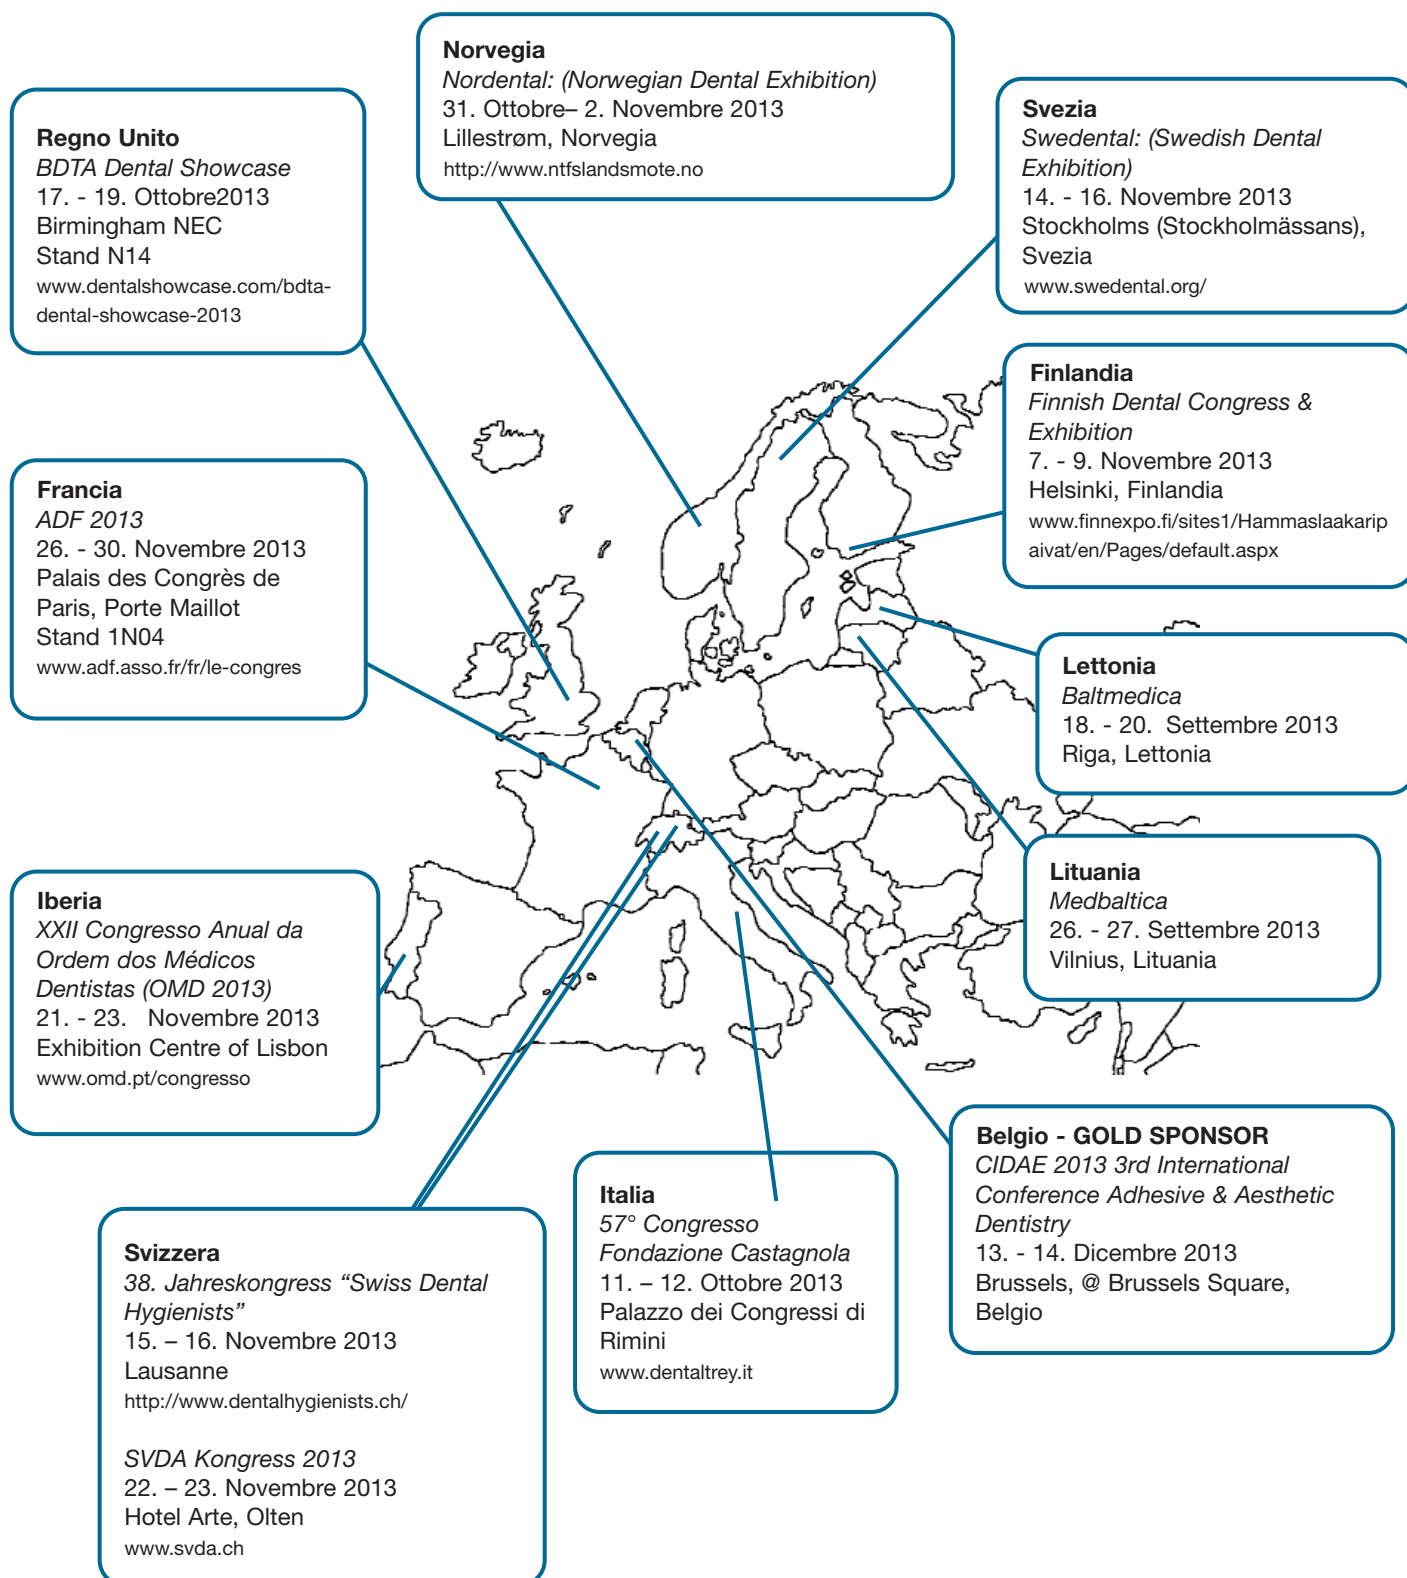 Norvegia
Nordental: (Norwegian Dental Exhibition)
31. Ottobre– 2. Novembre 2013
Lillestrøm, Norvegia
http://www.ntfslandsmote.no
Regno Unito
BDTA Dental Showcase
17. - 19. Ottobre2013
Birmingham NEC
Stand N14
www.dentalshowcase.com/bdta-
dental-showcase-2013
Svezia
Swedental: (Swedish Dental
Exhibition)
14. - 16. Novembre 2013
Stockholms (Stockholmässans),
Svezia
www.swedental.org/
Finlandia
Finnish Dental Congress &
Exhibition
7. - 9. Novembre 2013
Helsinki, Finlandia
www.finnexpo.fi/sites1/Hammaslaakarip
aivat/en/Pages/default.aspx
Francia
ADF 2013
26. - 30. Novembre 2013
Palais des Congrès de
Paris, Porte Maillot
Stand 1N04
www.adf.asso.fr/fr/le-congres
Lettonia
Baltmedica
18. - 20. Settembre 2013
Riga, Lettonia
Lituania
Medbaltica
26. - 27. Settembre 2013
Vilnius, Lituania
Iberia
XXII Congresso Anual da
Ordem dos Médicos
Dentistas (OMD 2013)
21. - 23. Novembre 2013
Exhibition Centre of Lisbon
www.omd.pt/congresso
Belgio - GOLD SPONSOR
CIDAE 2013 3rd International
Conference Adhesive & Aesthetic
Dentistry
13. - 14. Dicembre 2013
Brussels, @ Brussels Square,
Belgio
Italia
57° Congresso
Fondazione Castagnola
11. – 12. Ottobre 2013
Palazzo dei Congressi di
Rimini
www.dentaltrey.it
Svizzera
38. Jahreskongress “Swiss Dental
Hygienists”
15. – 16. Novembre 2013
Lausanne
http://www.dentalhygienists.ch/
SVDA Kongress 2013
22. – 23. Novembre 2013
Hotel Arte, Olten
www.svda.ch